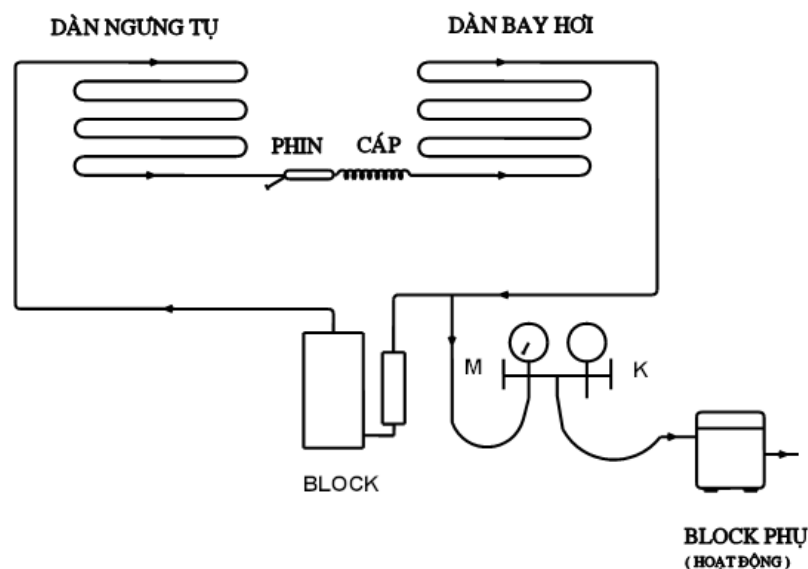 DÀN NGƯNG TỤ
DÀN BAY HƠI
PHIN
CÁP
M
K
BLOCK
BLOCK PHỤ
( HOẠT ĐỘNG )